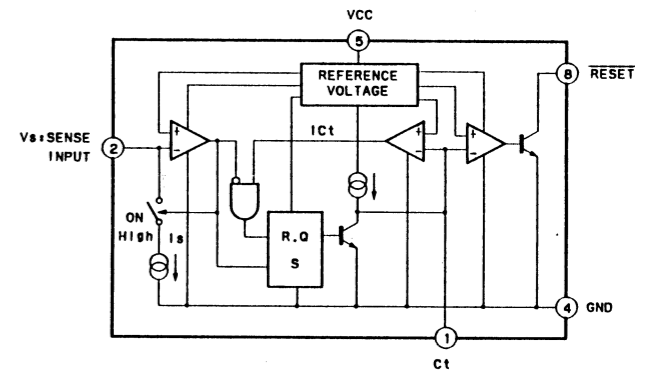 VCC
5
8
RESET
REFERENCE
VOLTAGE
Vs:SENSE
INPUT
2
+
-
ICt
+
-
+
-
ON
High
Is
R.Q
S
4
GND
1
Ct